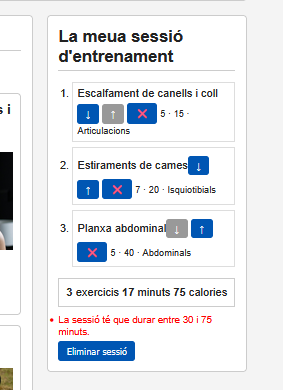 La meua sessió
d'entrenament
s i
1. Escalfament de canells i coll
↓ ↑ ❌ 5 · 15 ·
Articulacions
2. Estiraments de cames ↓
↑ ❌ 7 · 20 · Isquiotibials
3. Planxa abdominal ↓ ↑
❌ 5 · 40 · Abdominals
3 exercicis 17 minuts 75 calories
La sessió té que durar entre 30 i 75
minuts.
Eliminar sessió